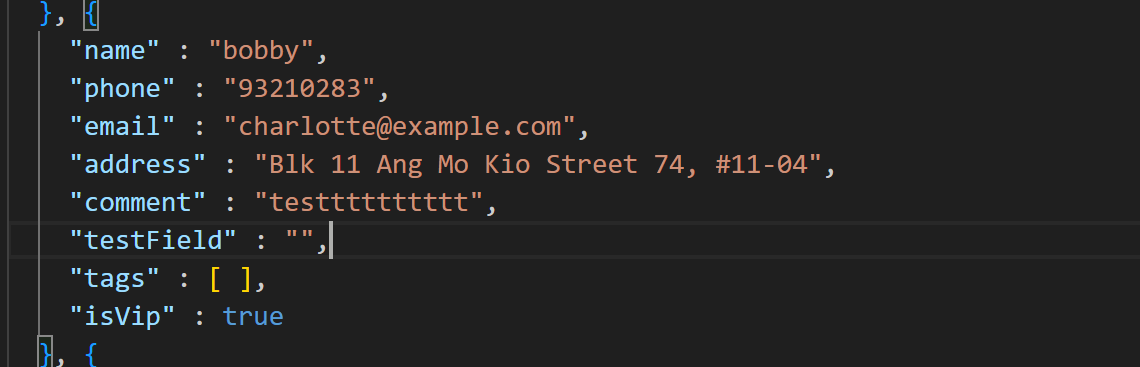 }, {
"name" : "bobby",
"phone" : "93210283",
"email" : "charlotte@example.com",
"address" : "Blk 11 Ang Mo Kio Street 74, #11-04",
"comment" : "testttttttttt",
"testField" : "",
"tags" : [ ],
"isVip" : true
}, {